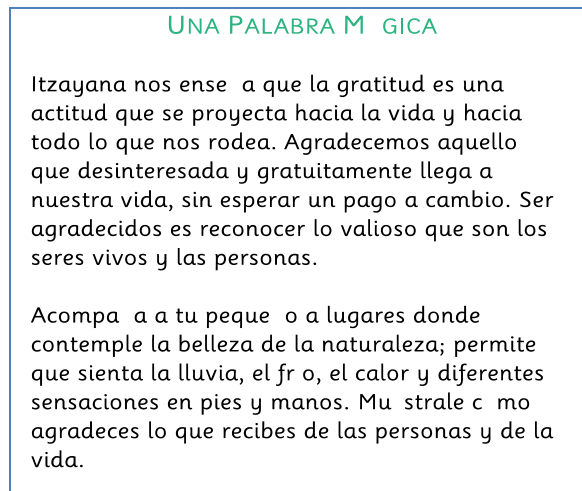 UNA PALABRA M GICA
Itzayana nos ense a que la gratitud es una
actitud que se proyecta hacia la vida y hacia
todo lo que nos rodea. Agradecemos aquello
que desinteresada y gratuitamente llega a
nuestra vida, sin esperar un pago a cambio. Ser
agradecidos es reconocer lo valioso que son los
seres vivos y las personas.
Acompa a a tu peque o a lugares donde
contemple la belleza de la naturaleza; permite
que sienta la lluvia, el fr o, el calor y diferentes
sensaciones en pies y manos. Mu strale c mo
agradeces lo que recibes de las personas y de la
vida.